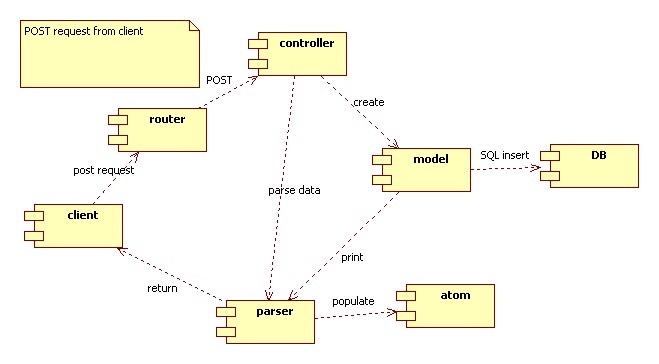 POST request from client
controller
POST
create
router
model
SQL insert
DB
post request
parse data
client
print
return
populate
atom
parser